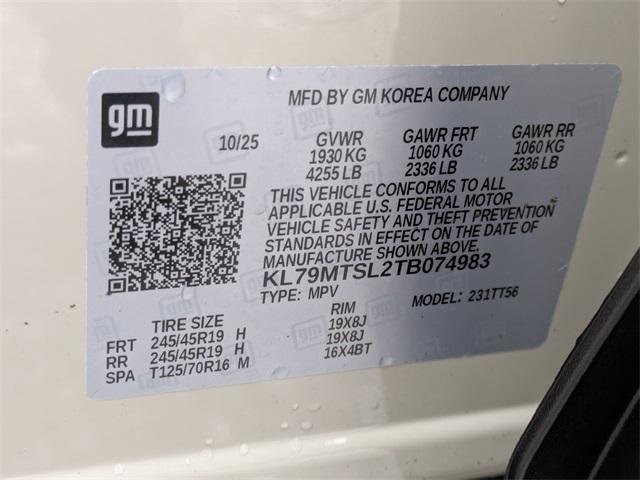 gm
MFD BY GM KOREA COMPANY
10/25 GVWR GAWR FRT GAWR RR
1930 KG 1060 KG 1060 KG
4255 LB 2336 LB 2336 LB
THIS VEHICLE CONFORMS TO ALL
APPLICABLE U.S. FEDERAL MOTOR
VEHICLE SAFETY AND THEFT PREVENTION
STANDARDS IN EFFECT ON THE DATE OF
MANUFACTURE SHOWN ABOVE.
KL79MTSL2TB074983
TYPE: MPV MODEL: 231TT56
TIRE SIZE RIM
FRT 245/45R19 H 19X8J
RR 245/45R19 H 19X8J
SPA T125/70R16 M 16X4BT